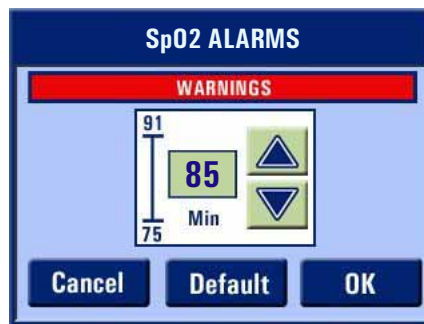 SpO2 ALARMS
WARNINGS
91
85
Min
75
Cancel Default OK